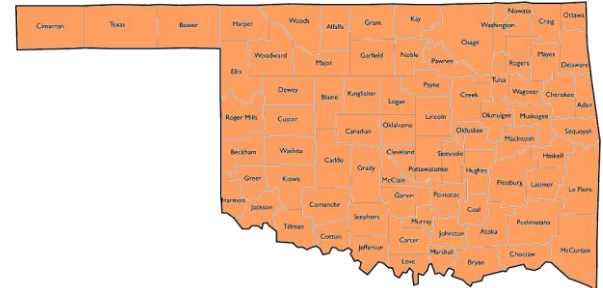 Cimarron
Texas
Beaver
Harper
Woods
Alfalfa
Grant
Kay
Nowata
Washington
Craig
Ottawa
Osage
Woodward
Major
Garfield
Noble
Pawnee
Rogers
Mayes
Delaware
Ellis
Tulsa
Dewey
Blaine
Kingfisher
Logan
Payne
Creek
Wagoner
Cherokee
Adair
Roger Mills
Custer
Canadian
Oklahoma
Lincoln
Okmulgee
Muskogee
Okfuskee
McIntosh
Sequoyah
Beckham
Washita
Caddo
Grady
Cleveland
Seminole
Haskell
Pottawatomie
Hughes
Greer
Kiowa
McClain
Pittsburg
Latimer
Le Flore
Harmon
Jackson
Comanche
Garvin
Pontotoc
Coal
Tillman
Stephens
Murray
Pushmataha
Cotton
Jefferson
Carter
Johnston
Atoka
Marshall
Love
Bryan
Choctaw
McCurtain